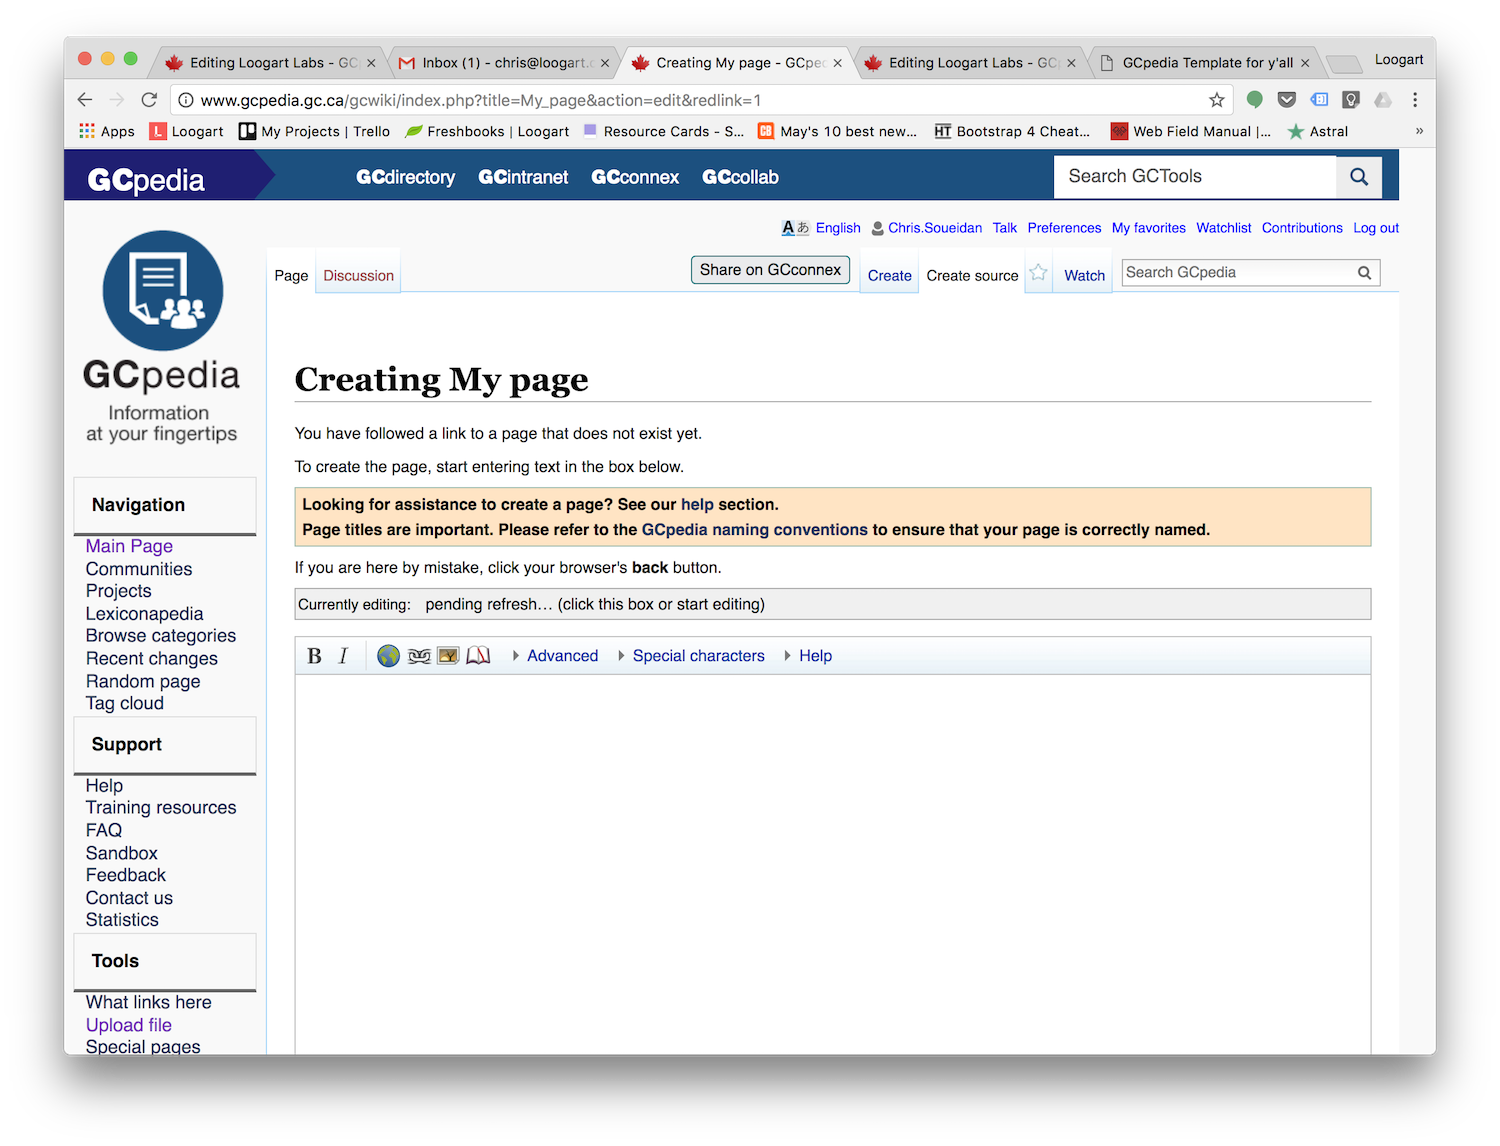 Editing Loogart Labs - GC
Inbox (1) - chris@loogart.c
Creating My page - GCped
Editing Loogart Labs - GC
GCpedia Template for y'all
Loogart
www.gcpedia.gc.ca/gcwiki/index.php?title=My_page&action=edit&redlink=1
Apps
Loogart
My Projects | Trello
Freshbooks | Loogart
Resource Cards - S...
May's 10 best new...
Bootstrap 4 Cheat...
Web Field Manual |...
Astral
»
GCpedia
GCdirectory
GCintranet
GCconnex
GCcollab
Search GCTools
English
Chris.Soueidan
Talk
Preferences
My favorites
Watchlist
Contributions
Log out
Page
Discussion
Share on GCconnex
Create
Create source
Watch
Search GCpedia
GCpedia
Information
at your fingertips
Navigation
Main Page
Communities
Projects
Lexiconapedia
Browse categories
Recent changes
Random page
Tag cloud
Support
Help
Training resources
FAQ
Sandbox
Feedback
Contact us
Statistics
Tools
What links here
Upload file
Special pages
Creating My page
You have followed a link to a page that does not exist yet.
To create the page, start entering text in the box below.
Looking for assistance to create a page? See our help section.
Page titles are important. Please refer to the GCpedia naming conventions to ensure that your page is correctly named.
If you are here by mistake, click your browser's back button.
Currently editing: pending refresh... (click this box or start editing)
B I
Advanced
Special characters
Help